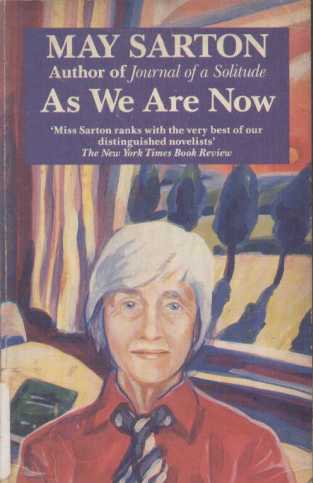 MAY SARTON
Author of Journal of a Solitude
As We Are Now
‘Miss Sarton ranks with the very best of our
distinguished novelists’
The New York Times Book Review